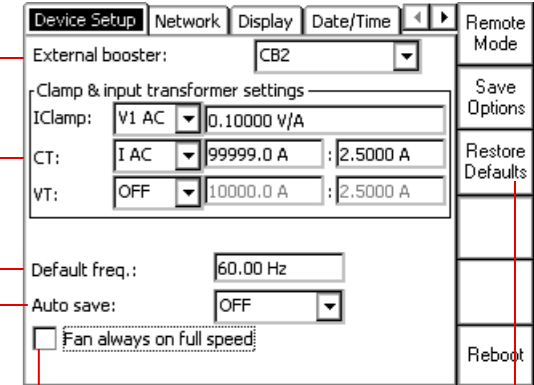 Device Setup Network Display Date/Time
External booster: CB2
Clamp & input transformer settings
IClamp: V1 AC 0.10000 V/A
CT: I AC 99999.0 A : 2.5000 A
VT: OFF 10000.0 A : 2.5000 A
Default freq.: 60.00 Hz
Auto save: OFF
Fan always on full speed
Remote
Mode
Save
Options
Restore
Defaults
Reboot